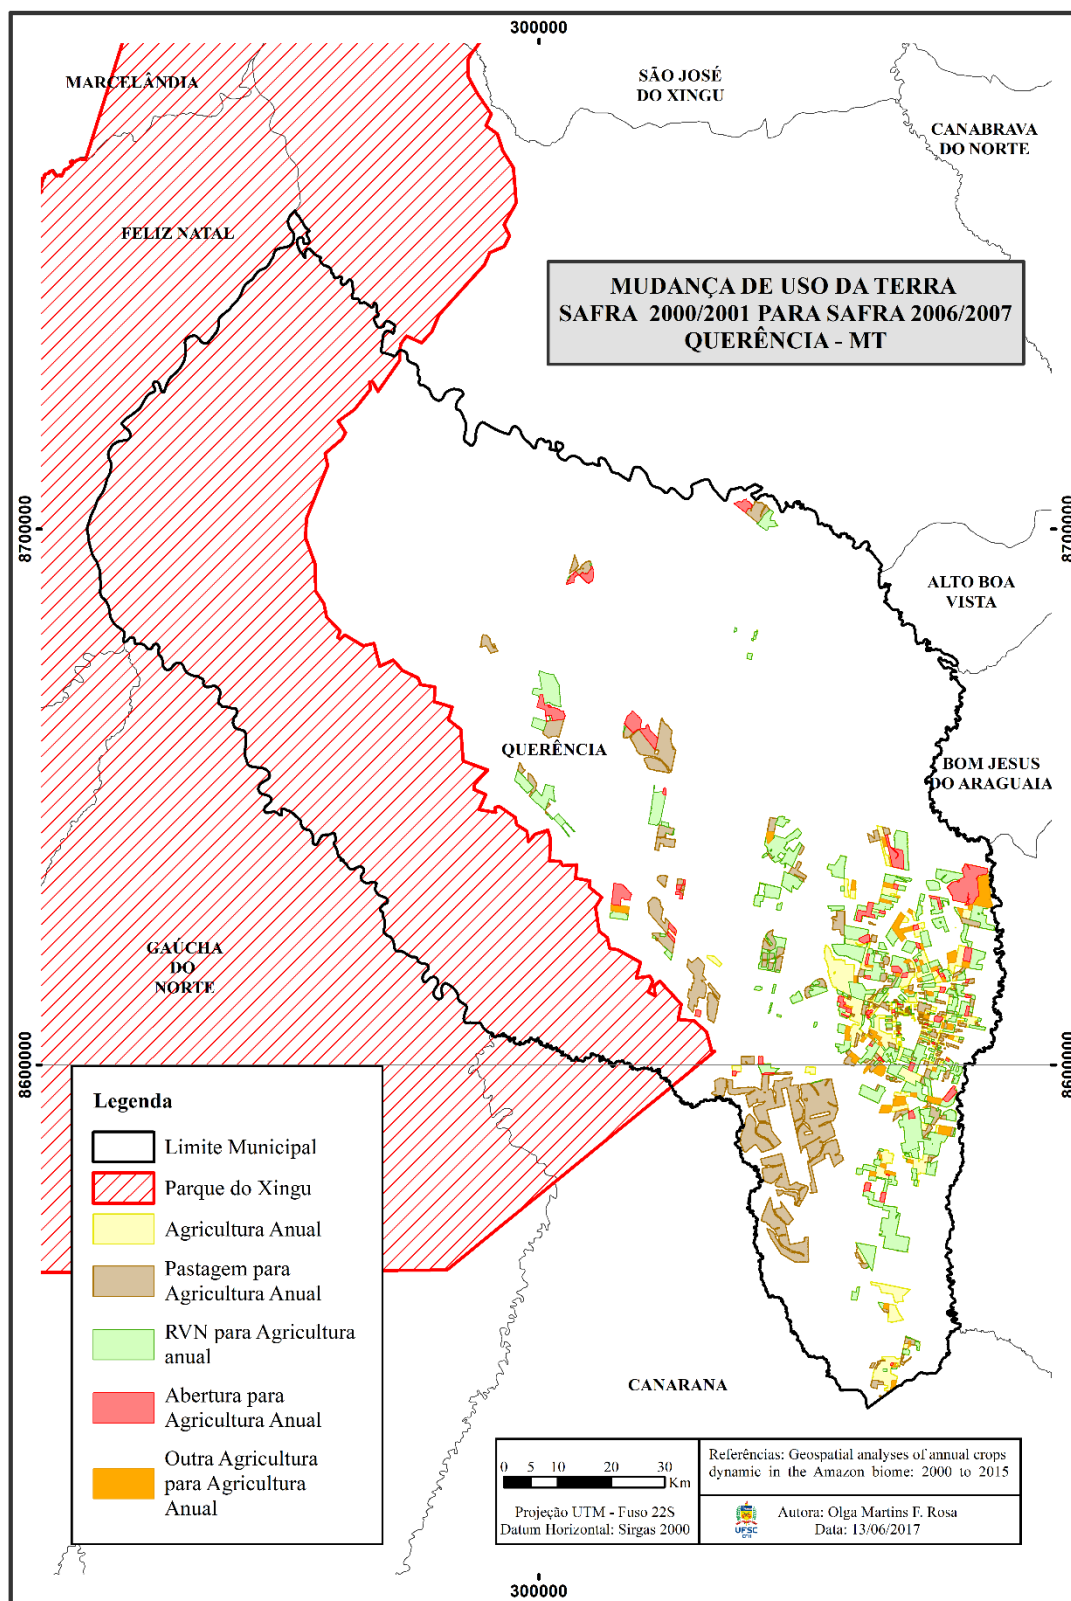 300000
MARCELÂNDIA
SÃO JOSÉ
DO XINGU
CANABRAVA
DO NORTE
FELIZ NATAL
MUDANÇA DE USO DA TERRA
SAFRA 2000/2001 PARA SAFRA 2006/2007
QUERÊNCIA - MT
8700000
8700000
ALTO BOA
VISTA
QUERÊNCIA
BOM JESUS
DO ARAGUAIA
GAÚCHA
DO
NORTE
8600000
8600000
Legenda
Limite Municipal
Parque do Xingu
Agricultura Anual
Pastagem para
Agricultura Anual
RVN para Agricultura
anual
Abertura para
Agricultura Anual
Outra Agricultura
para Agricultura
Anual
CANARANA
0 5 10 20 30
Km
Projeção UTM - Fuso 22S
Datum Horizontal: Sirgas 2000
Referências: Geospatial analyses of annual crops
dynamic in the Amazon biome: 2000 to 2015
UFSC
Autora: Olga Martins F. Rosa
Data: 13/06/2017
300000